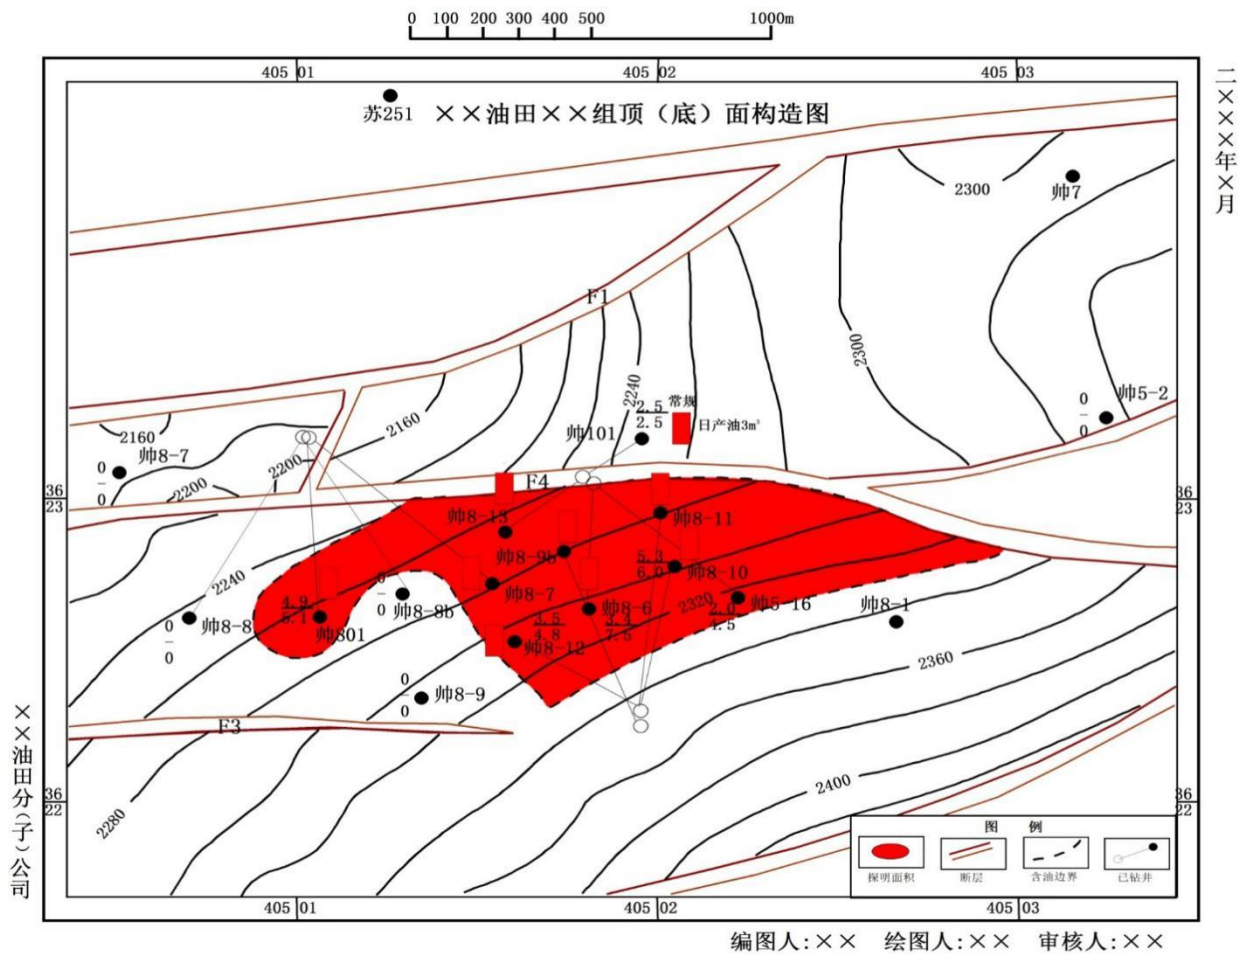 0 100 200 300 400 500 1000m
405 01 405 02 405 03
二×××年×月
苏251
××油田××组顶（底）面构造图
2300
帅7
F1
2300
2240
2.5 常规
2.5
日产油3m³
帅101
0
—
0
帅5-2
2160
2160
帅8-7
0
—
0
2200
2200
36
23
36
23
F4
帅8-13
帅8-11
帅8-9b
5.3
6.0
帅8-10
2240
0
—
0
帅8-8b
帅8-7
帅8-6
2320
2.0
4.5
帅5-16
帅8-1
4.9
5.1
帅801
帅8-8
0
—
0
3.5
4.8
帅8-12
7.5
2360
0
—
0
帅8-9
F3
××油田分(子)公司
2280
2400
36
22
36
22
图 例
探明面积 断层 含油边界 已钻井
405 01 405 02 405 03
编图人:×× 绘图人:×× 审核人:××